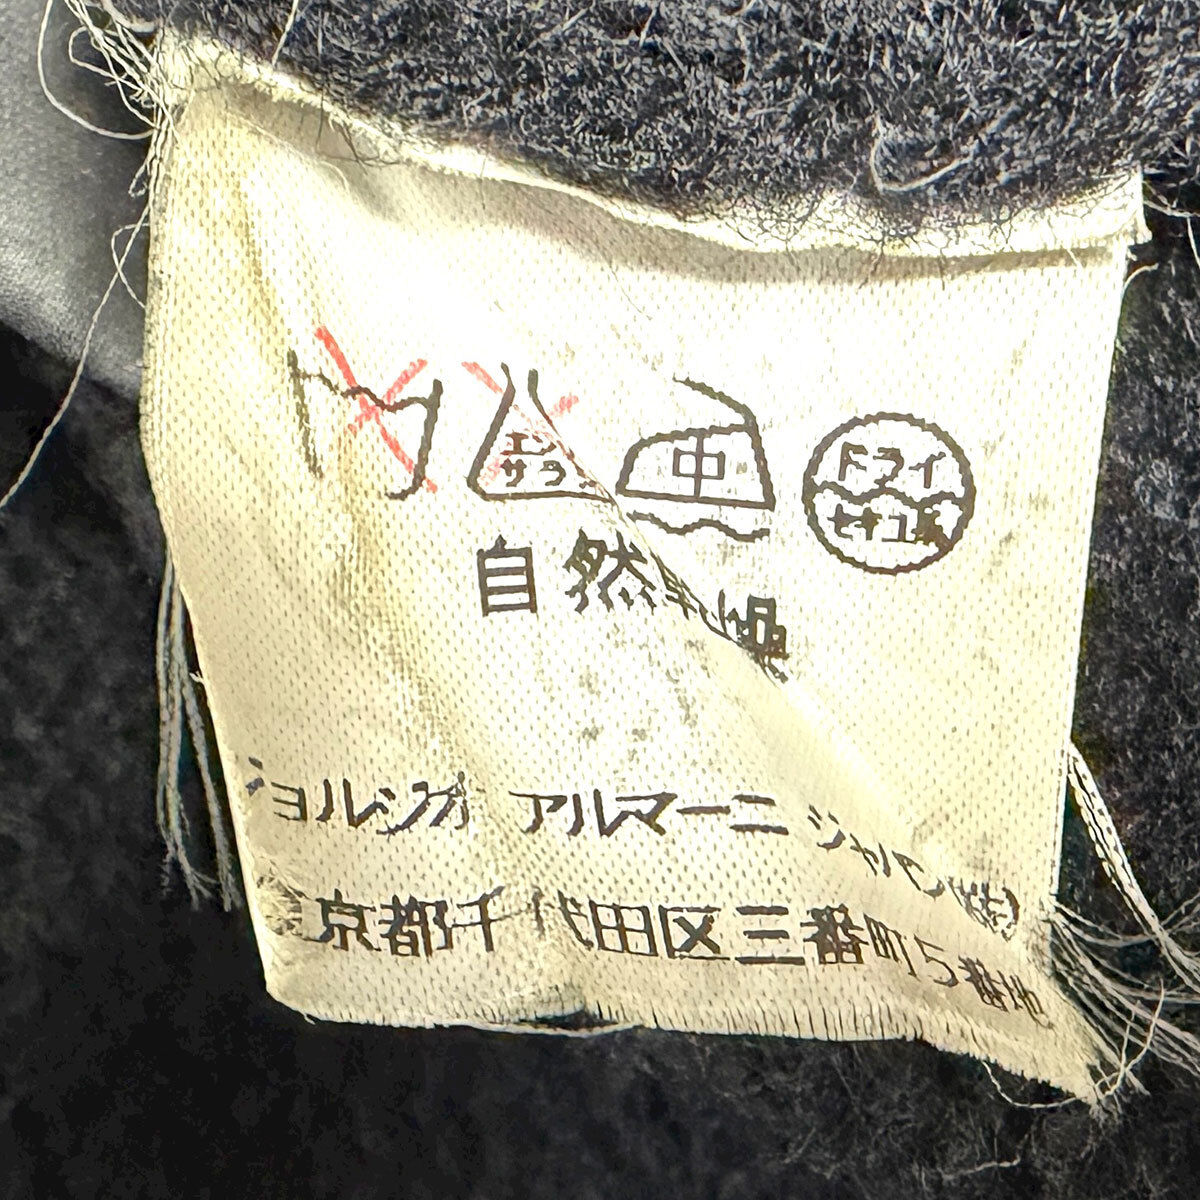 エンソサラシ 中 ドライ
セキユ系
自然乾燥
ジョルジオ アルマーニ ジャパン(株)
東京都千代田区三番町5番地